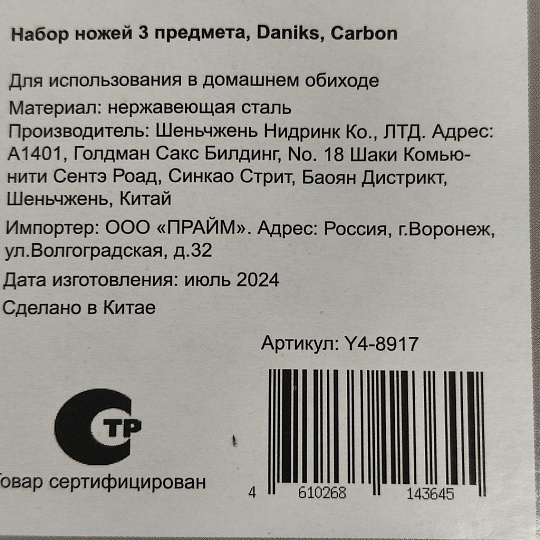 Набор ножей 3 предмета, Daniks, Carbon
Для использования в домашнем обиходе
Материал: нержавеющая сталь
Производитель: Шеньчжень Нидринк Ко., ЛТД. Адрес:
А1401, Голдман Сакс Билдинг, No. 18 Шаки Комью-
нити Сентэ Роад, Синкао Стрит, Баоян Дистрикт,
Шеньчжень, Китай
Импортер: ООО «ПРАЙМ». Адрес: Россия, г.Воронеж,
ул.Волгоградская, д.32
Дата изготовления: июль 2024
Сделано в Китае
Артикул: Y4-8917
СТР
Товар сертифицирован
4 610268 143645